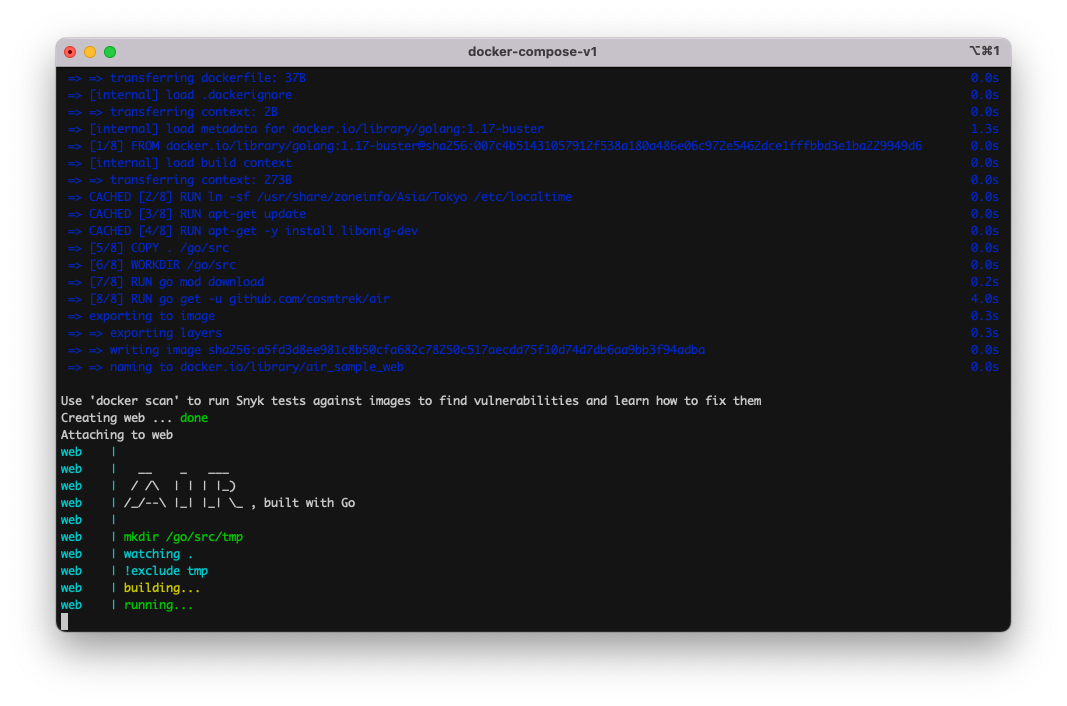 docker-compose-v1 ⌥⌘1
=> => transferring dockerfile: 37B 0.0s
=> [internal] load .dockerignore 0.0s
=> => transferring context: 2B 0.0s
=> [internal] load metadata for docker.io/library/golang:1.17-buster 1.3s
=> [1/8] FROM docker.io/library/golang:1.17-buster@sha256:007c4b51431057912f538a180a486e06c972e5462dce1fffbbd3e1ba229949d6 0.0s
=> [internal] load build context 0.0s
=> => transferring context: 273B 0.0s
=> CACHED [2/8] RUN ln -sf /usr/share/zoneinfo/Asia/Tokyo /etc/localtime 0.0s
=> CACHED [3/8] RUN apt-get update 0.0s
=> CACHED [4/8] RUN apt-get -y install libonig-dev 0.0s
=> [5/8] COPY . /go/src 0.0s
=> [6/8] WORKDIR /go/src 0.0s
=> [7/8] RUN go mod download 0.2s
=> [8/8] RUN go get -u github.com/cosmtrek/air 4.0s
=> exporting to image 0.3s
=> => exporting layers 0.3s
=> => writing image sha256:a5fd3d8ee981c8b50cfa682c78250c517aecdd75f10d74d7db6aa9bb3f94adba 0.0s
=> => naming to docker.io/library/air_sample_web 0.0s
Use 'docker scan' to run Snyk tests against images to find vulnerabilities and learn how to fix them
Creating web ... done
Attaching to web
web    |
web    |   __    _   ___
web    |  / /\  | | | |_)
web    | /_/--\ |_| |_| \_ , built with Go
web    |
web    | mkdir /go/src/tmp
web    | watching .
web    | !exclude tmp
web    | building...
web    | running...